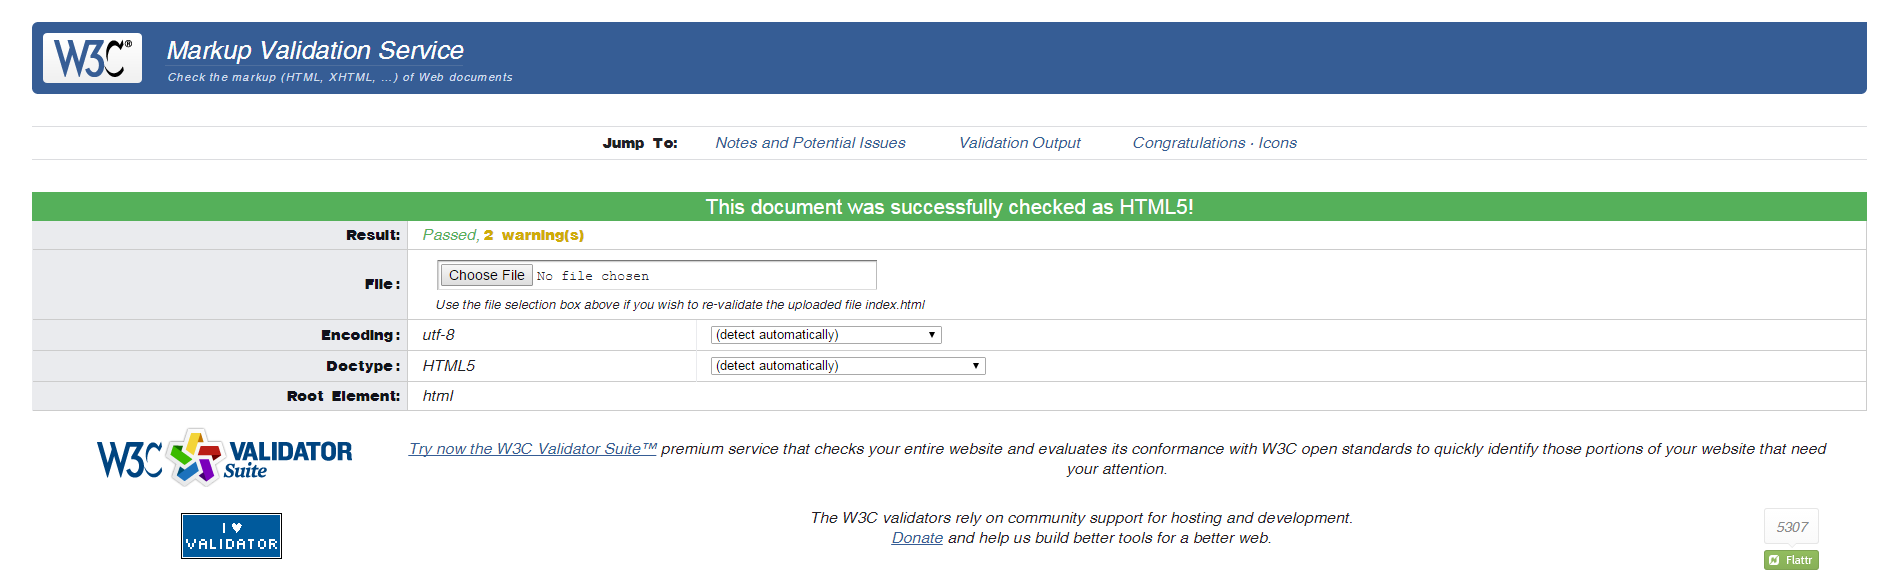 W3C®
Markup Validation Service
Check the markup (HTML, XHTML, ...) of Web documents
Jump To: Notes and Potential Issues Validation Output Congratulations · Icons
This document was successfully checked as HTML5!
Result: Passed, 2 warning(s)
File: Choose File No file chosen
Use the file selection box above if you wish to re-validate the uploaded file index.html
Encoding: utf-8 (detect automatically)
Doctype: HTML5 (detect automatically)
Root Element: html
W3C VALIDATOR Suite
Try now the W3C Validator Suite™ premium service that checks your entire website and evaluates its conformance with W3C open standards to quickly identify those portions of your website that need
your attention.
I ♥
VALIDATOR
The W3C validators rely on community support for hosting and development.
Donate and help us build better tools for a better web.
5307
Flattr